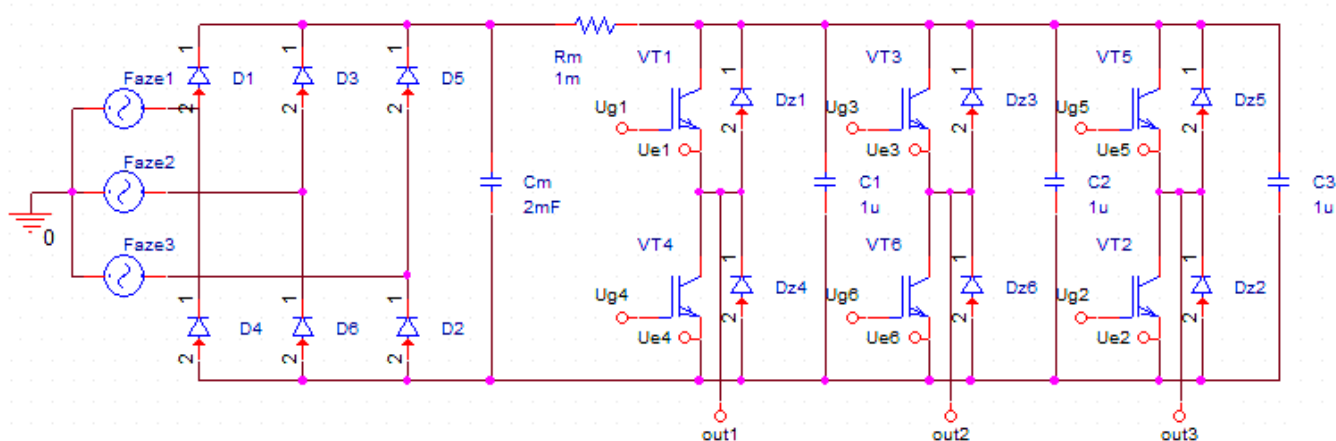 1 1 1
Rm VT1 VT3 VT5
1m
Faze1 D1 D3 D5
1 1 1
Dz1 Dz3 Dz5
2 2 2
Ug1 Ug3 Ug5
2 2 2
Ue1 Ue3 Ue5
Faze2
Cm C1 C2 C3
2mF 1u 1u 1u
0
Faze3 VT4 VT6 VT2
1 1 1
1 1 1
Ug4 Dz4 Ug6 Dz6 Ug2 Dz2
D4 D6 D2
Ue4 Ue6 Ue2
2 2 2
2 2 2
out1 out2 out3